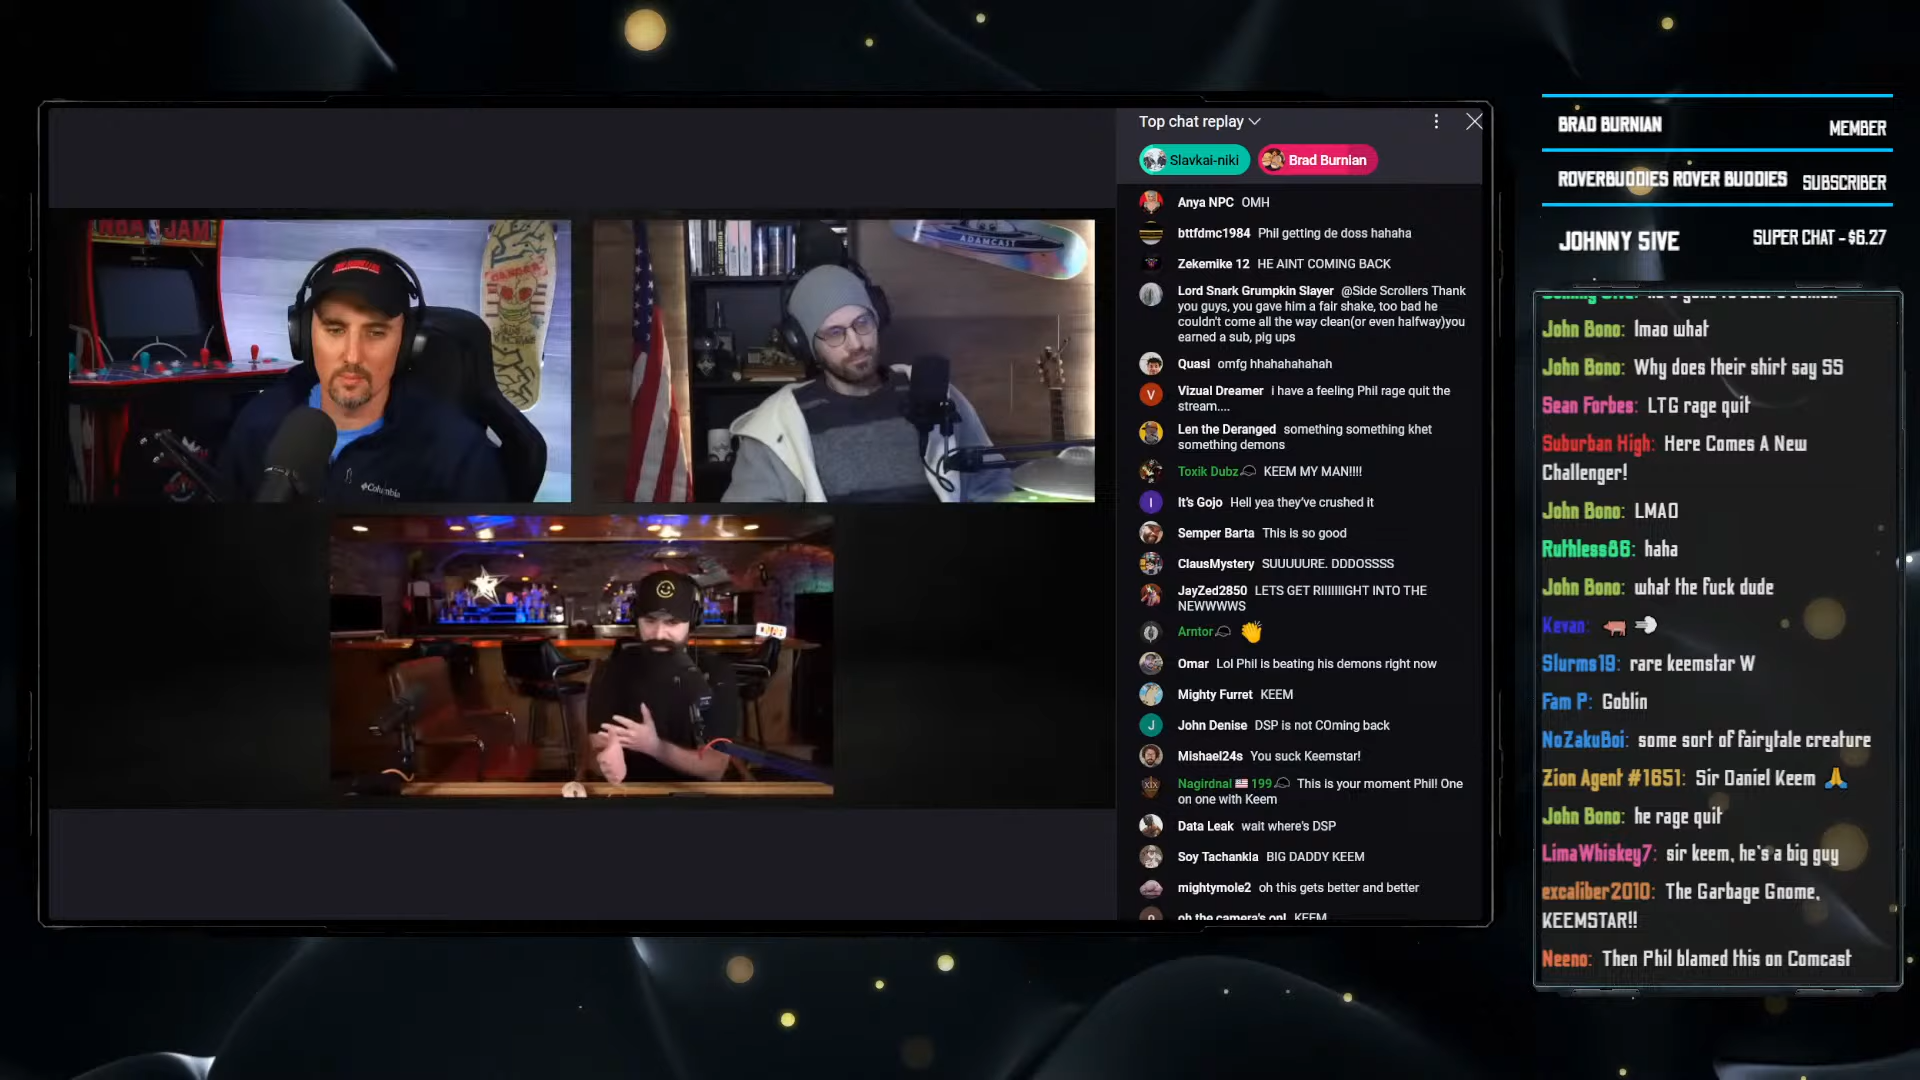 NBA JAM
ADAMCAST
Columbia
Top chat replay
Slavkai-niki
Brad Burnian
Anya NPC OMH
bttfdmc1984 Phil getting de doss hahaha
Zekemike 12 HE AINT COMING BACK
Lord Snark Grumpkin Slayer @Side Scrollers Thank
you guys, you gave him a fair shake, too bad he
couldn't come all the way clean(or even halfway)you
earned a sub, pig ups
Quasi omfg hhahahahahah
V
Vizual Dreamer i have a feeling Phil rage quit the
stream....
Len the Deranged something something khet
something demons
Toxik Dubz KEEM MY MAN!!!!
I
It's Gojo Hell yea they've crushed it
Semper Barta This is so good
ClausMystery SUUUUURE. DDDOSSSS
JayZed2850 LETS GET RIIIIIIGHT INTO THE
NEWWWWS
Arntor 👏
Omar Lol Phil is beating his demons right now
Mighty Furret KEEM
J
John Denise DSP is not COming back
Mishael24s You suck Keemstar!
XIX
Nagirdnal 🇺🇸 199 This is your moment Phil! One
on one with Keem
Data Leak wait where's DSP
Soy Tachankla BIG DADDY KEEM
mightymole2 oh this gets better and better
oh the camera's on! KEEM
BRAD BURNIAN MEMBER
ROVERBUDDIES ROVER BUDDIES SUBSCRIBER
JOHNNY 5IVE SUPER CHAT - $6.27
John Bono: lmao what
John Bono: Why does their shirt say SS
Sean Forbes: LTG rage quit
Suburban High: Here Comes A New
Challenger!
John Bono: LMAO
Ruthless86: haha
John Bono: what the fuck dude
Kevan: 🐖 💨
Slurms19: rare keemstar W
Fam P: Goblin
NoZakuBoi: some sort of fairytale creature
Zion Agent #1651: Sir Daniel Keem 🙏
John Bono: he rage quit
LimaWhiskey7: sir keem, he's a big guy
excaliber2010: The Garbage Gnome,
KEEMSTAR!!
Neeno: Then Phil blamed this on Comcast